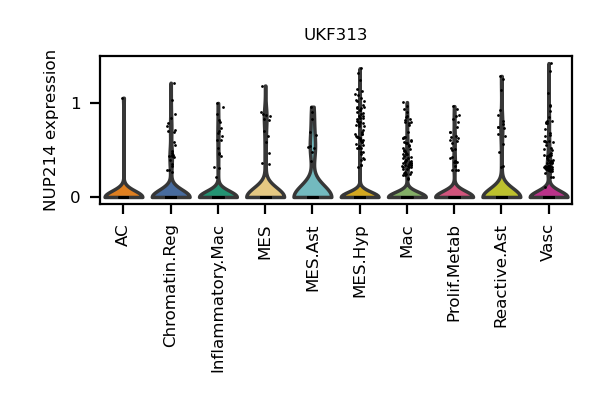 UKF313
NUP214 expression
1
0
AC
Chromatin.Reg
Inflammatory.Mac
MES
MES.Ast
MES.Hyp
Mac
Prolif.Metab
Reactive.Ast
Vasc